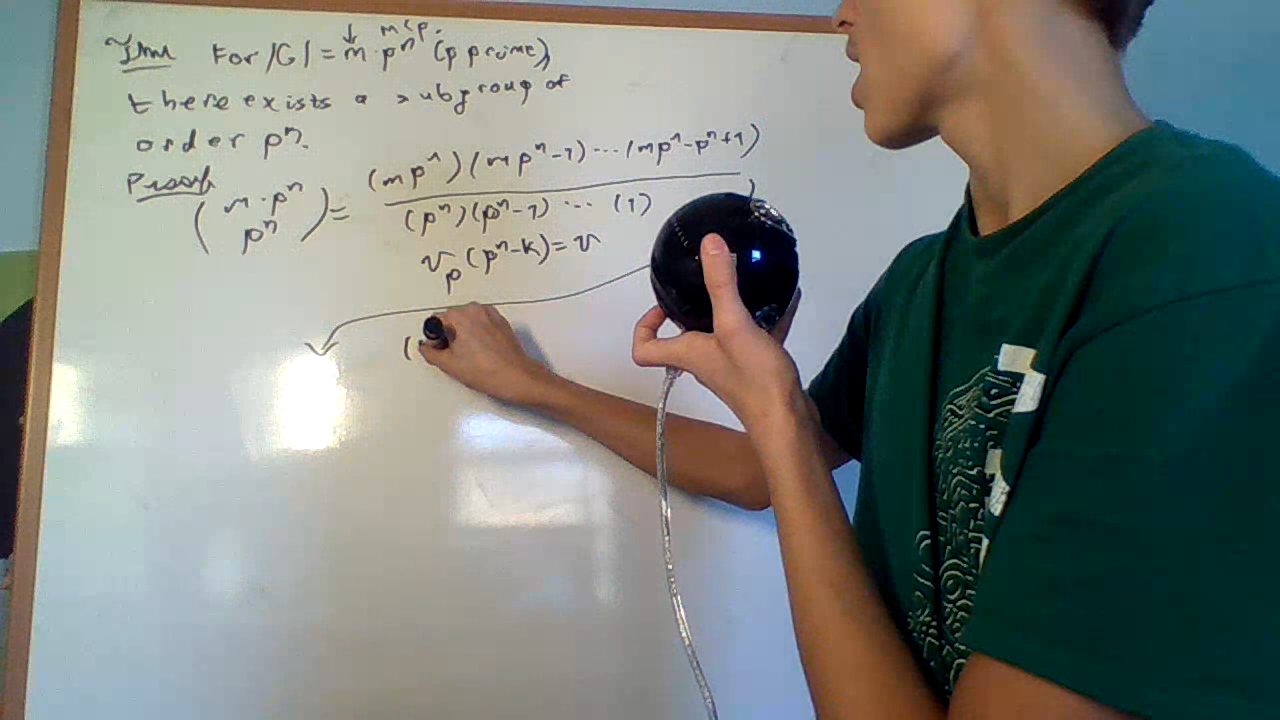 m<p.
Thm For |G| = m · pⁿ (p prime),
there exists a subgroup of
order pⁿ.
Proof
(m · pⁿ pⁿ) = (mpⁿ)(mpⁿ-1) ... (mpⁿ-pⁿ+1)
(pⁿ)(pⁿ-1) ... (1)
v_p(pⁿ-k) = v
(